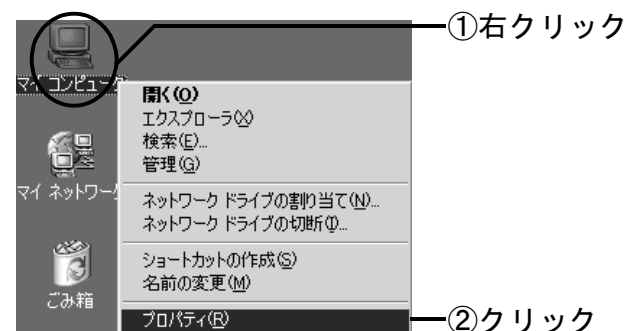 ①右クリック
マイ コンピュータ
開く(O)
エクスプローラ(X)
検索(E)...
管理(G)
マイ ネットワーク
ネットワーク ドライブの割り当て(N)...
ネットワーク ドライブの切断(I)...
ショートカットの作成(S)
名前の変更(M)
ごみ箱
プロパティ(R)
②クリック